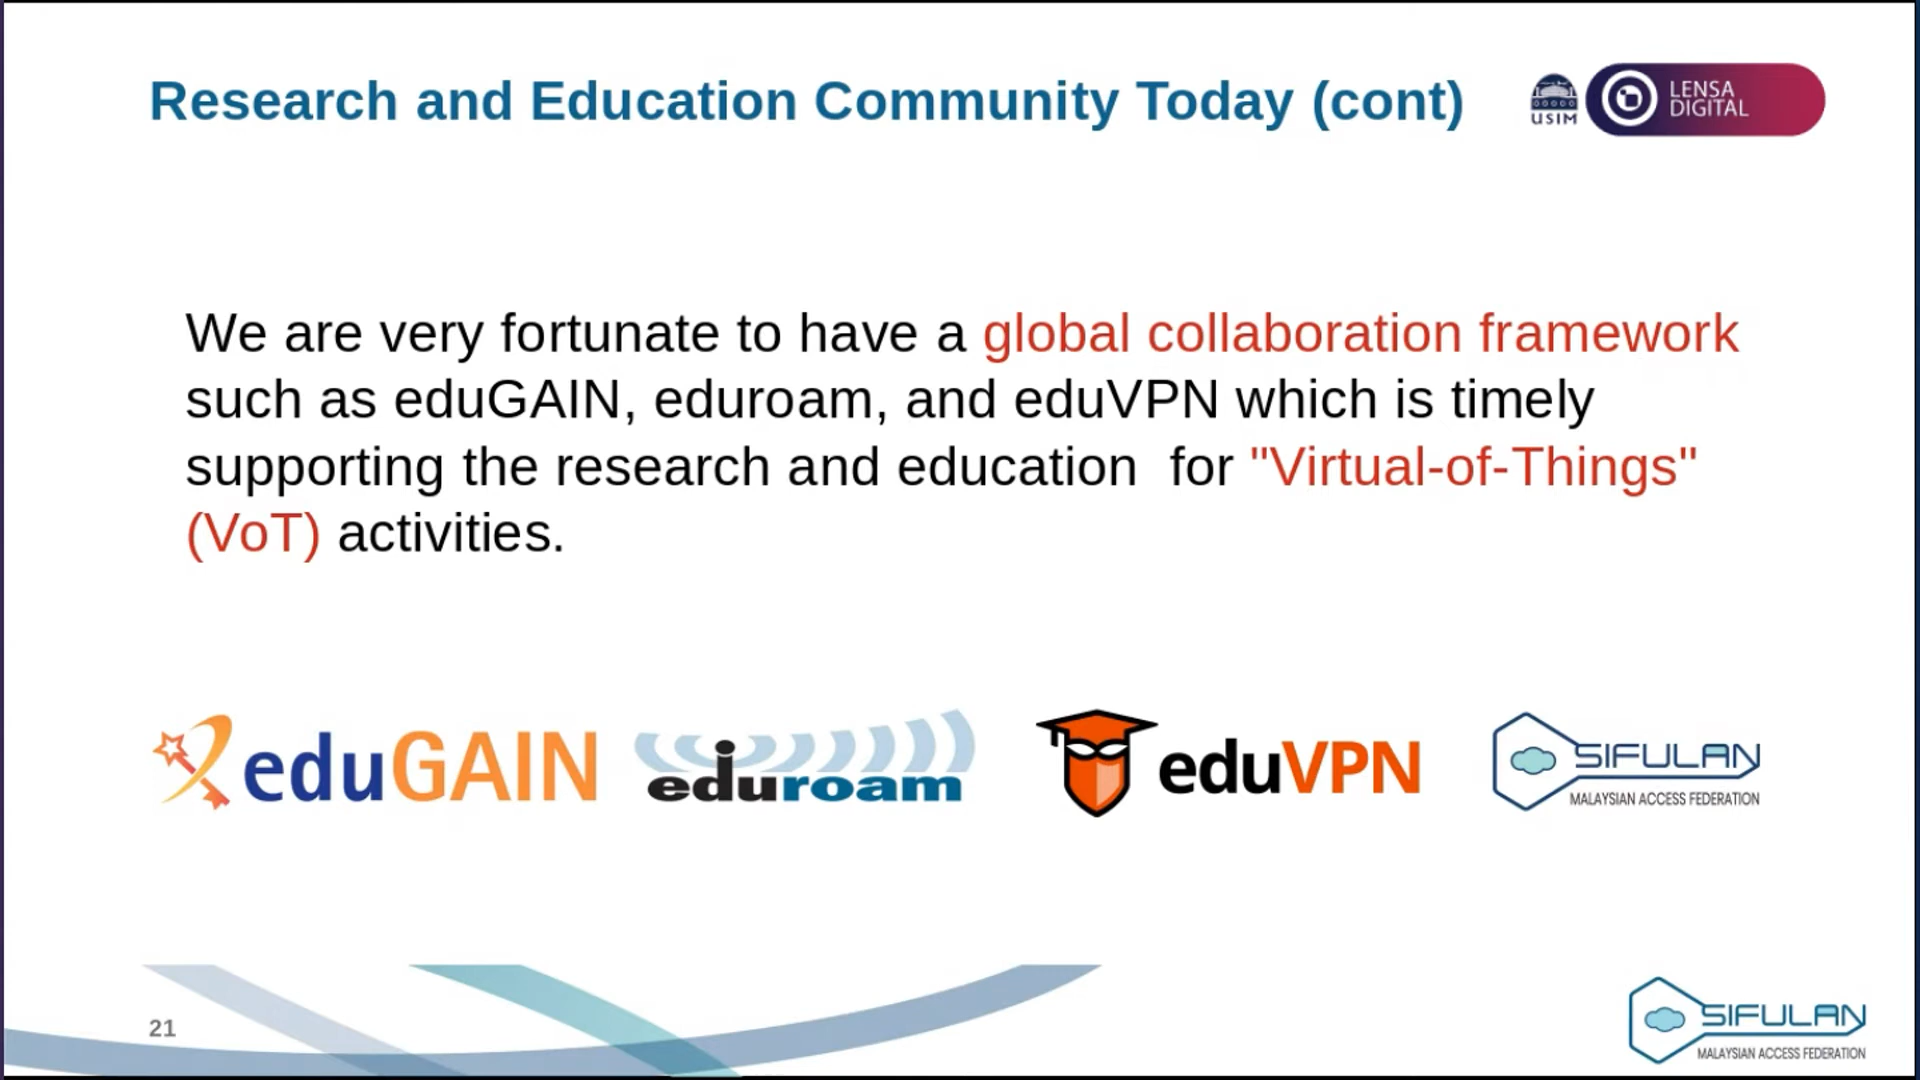 Research and Education Community Today (cont)
USIM
LENSA
DIGITAL
We are very fortunate to have a global collaboration framework
such as eduGAIN, eduroam, and eduVPN which is timely
supporting the research and education  for "Virtual-of-Things"
(VoT) activities.
eduGAIN
eduroam
eduVPN
SIFULAN
MALAYSIAN ACCESS FEDERATION
21
SIFULAN
MALAYSIAN ACCESS FEDERATION